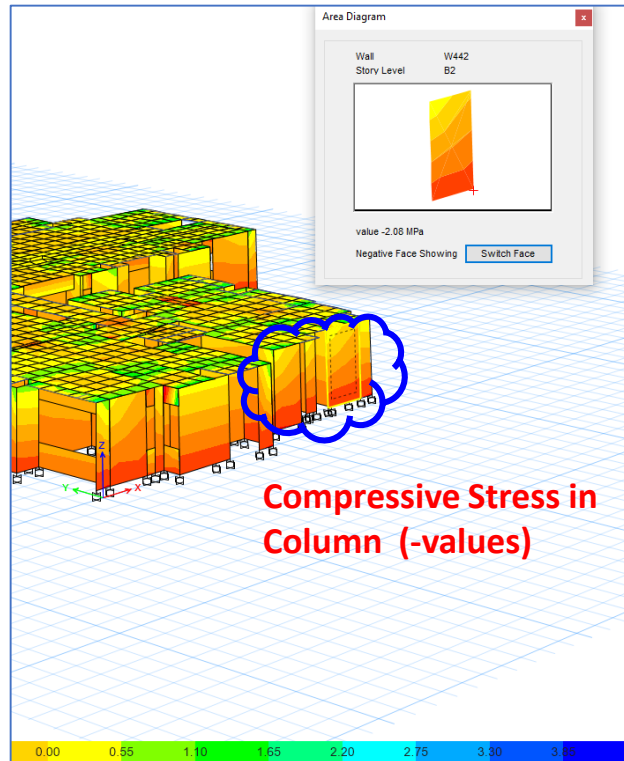 Area Diagram
x
Wall W442
Story Level B2
value -2.08 MPa
Negative Face Showing Switch Face
Z
Y X
Compressive Stress in
Column (-values)
0.00 0.55 1.10 1.65 2.20 2.75 3.30